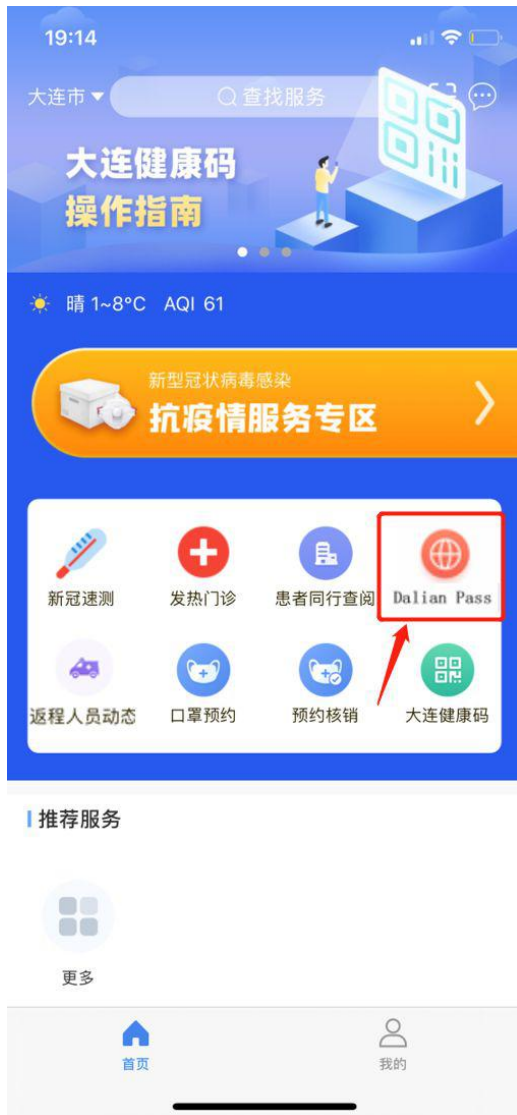 19:14
大连市
查找服务
大连健康码
操作指南
晴 1~8°C AQI 61
新型冠状病毒感染
抗疫情服务专区
新冠速测
发热门诊
患者同行查阅
Dalian Pass
返程人员动态
口罩预约
预约核销
大连健康码
推荐服务
更多
首页
我的